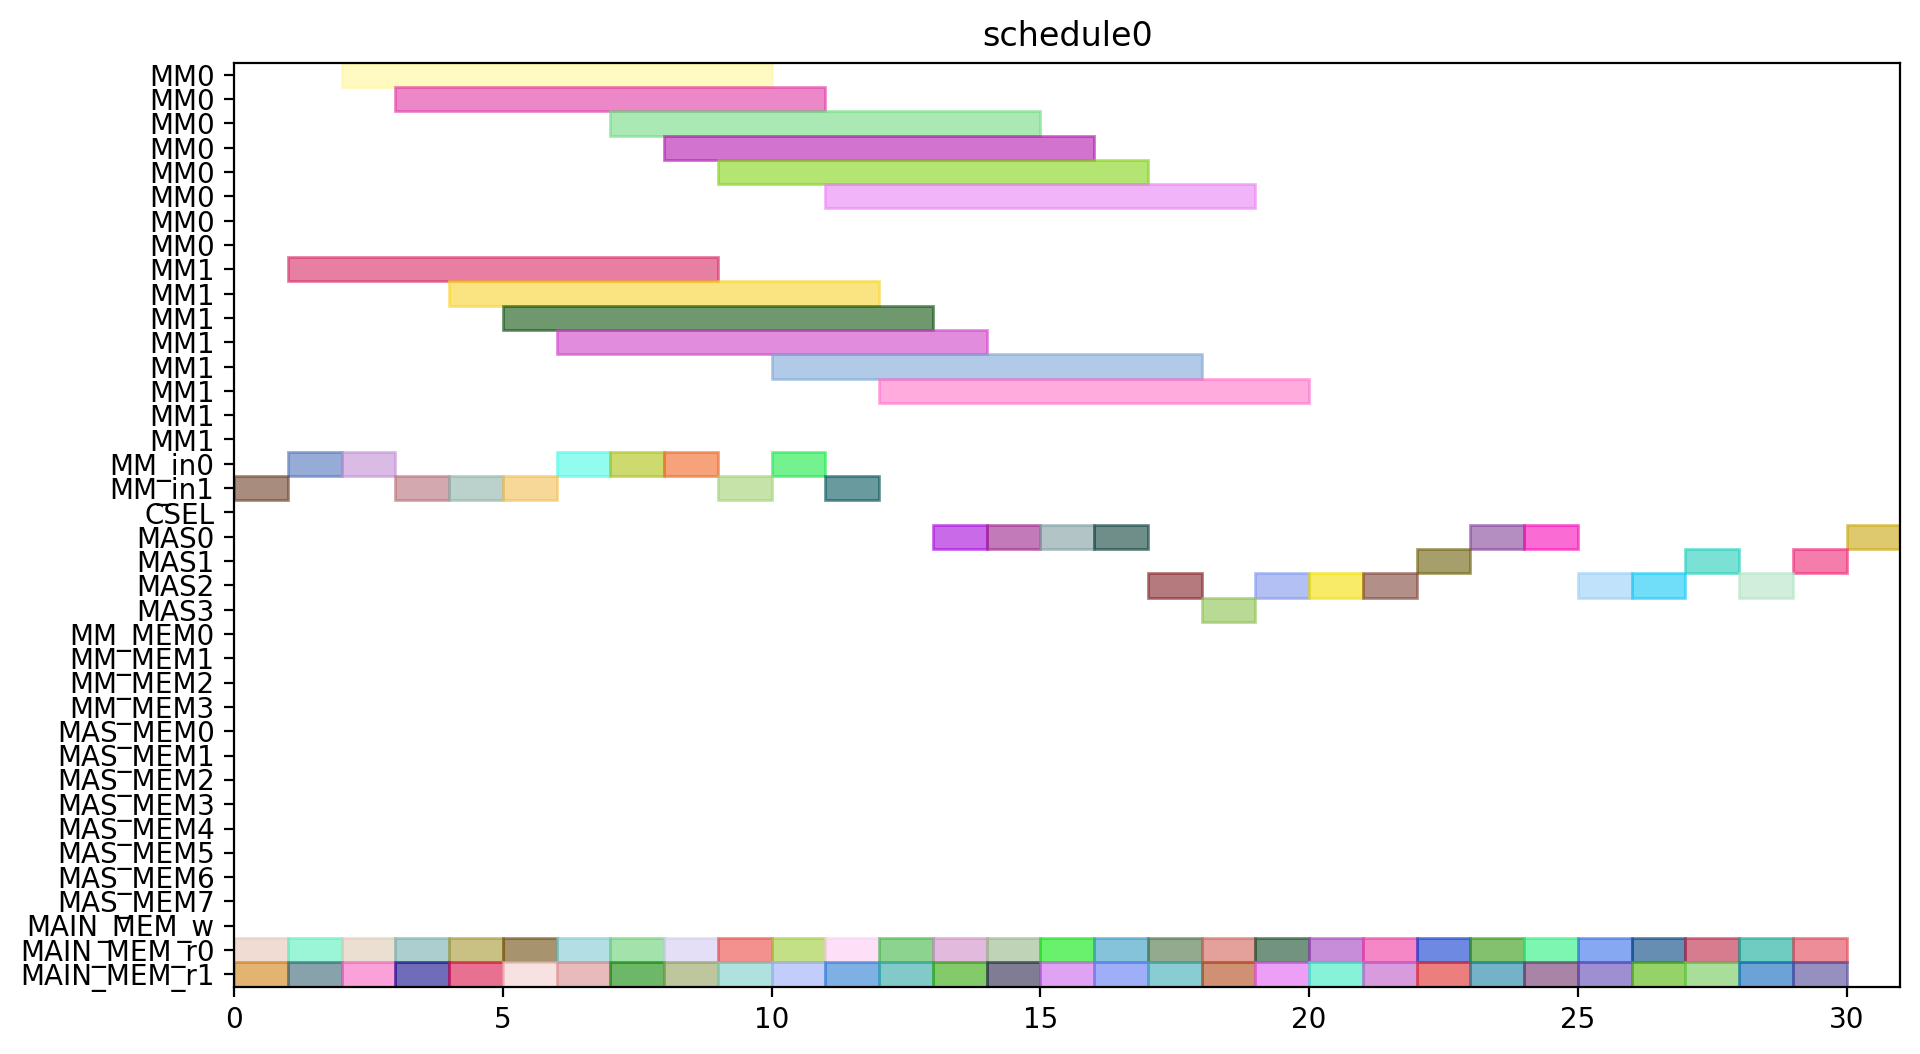 schedule0
MM0
MM0
MM0
MM0
MM0
MM0
MM0
MM0
MM1
MM1
MM1
MM1
MM1
MM1
MM1
MM1
MM_in0
MM_in1
CSEL
MAS0
MAS1
MAS2
MAS3
MM_MEM0
MM_MEM1
MM_MEM2
MM_MEM3
MAS_MEM0
MAS_MEM1
MAS_MEM2
MAS_MEM3
MAS_MEM4
MAS_MEM5
MAS_MEM6
MAS_MEM7
MAIN_MEM_w
MAIN_MEM_r0
MAIN_MEM_r1
0 5 10 15 20 25 30